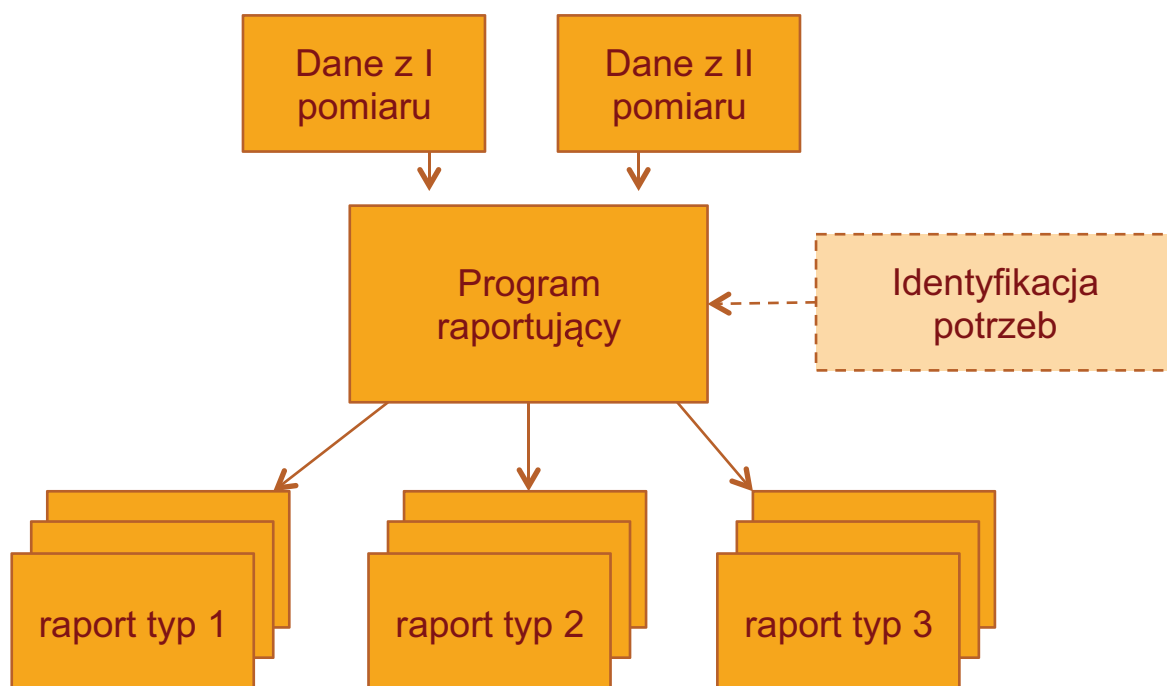 Dane z I
pomiaru
Dane z II
pomiaru
Program
raportujący
Identyfikacja
potrzeb
raport typ 1
raport typ 2
raport typ 3